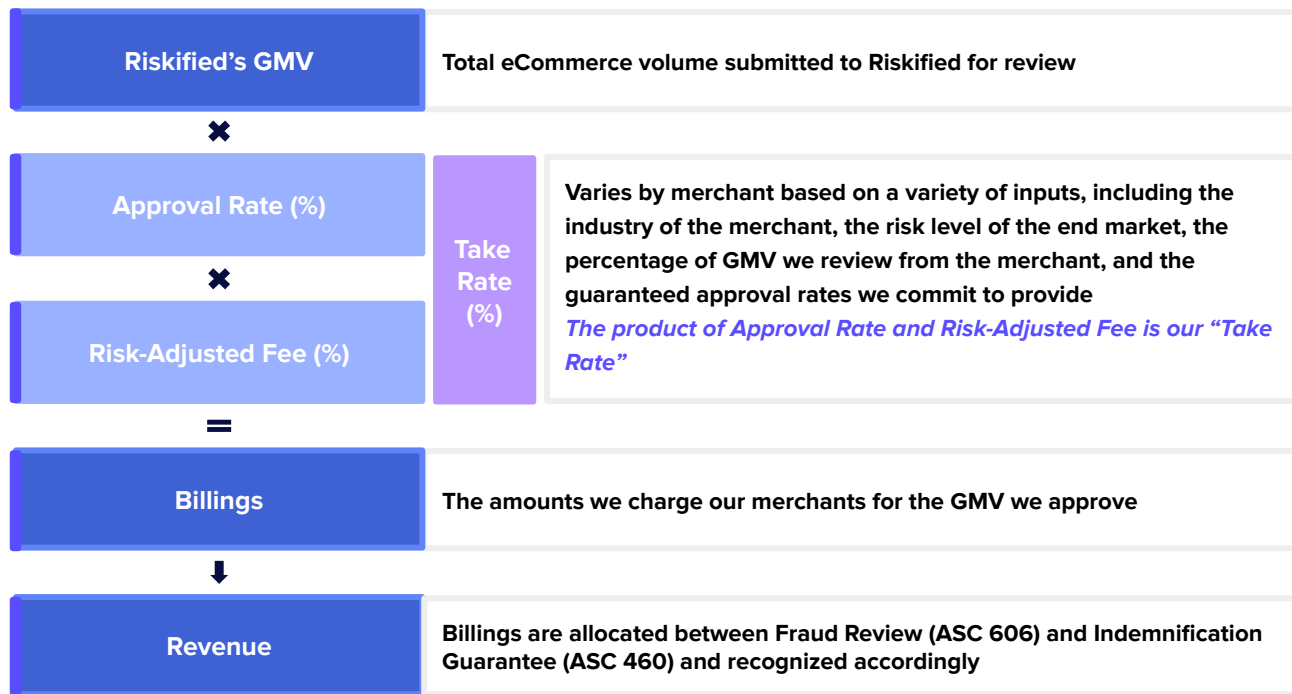 Riskified’s GMV
Total eCommerce volume submitted to Riskified for review
✖
Approval Rate (%)
✖
Risk-Adjusted Fee (%)
Take
Rate
(%)
Varies by merchant based on a variety of inputs, including the
industry of the merchant, the risk level of the end market, the
percentage of GMV we review from the merchant, and the
guaranteed approval rates we commit to provide
The product of Approval Rate and Risk-Adjusted Fee is our “Take
Rate”
=
Billings
The amounts we charge our merchants for the GMV we approve
Revenue
Billings are allocated between Fraud Review (ASC 606) and Indemnification
Guarantee (ASC 460) and recognized accordingly